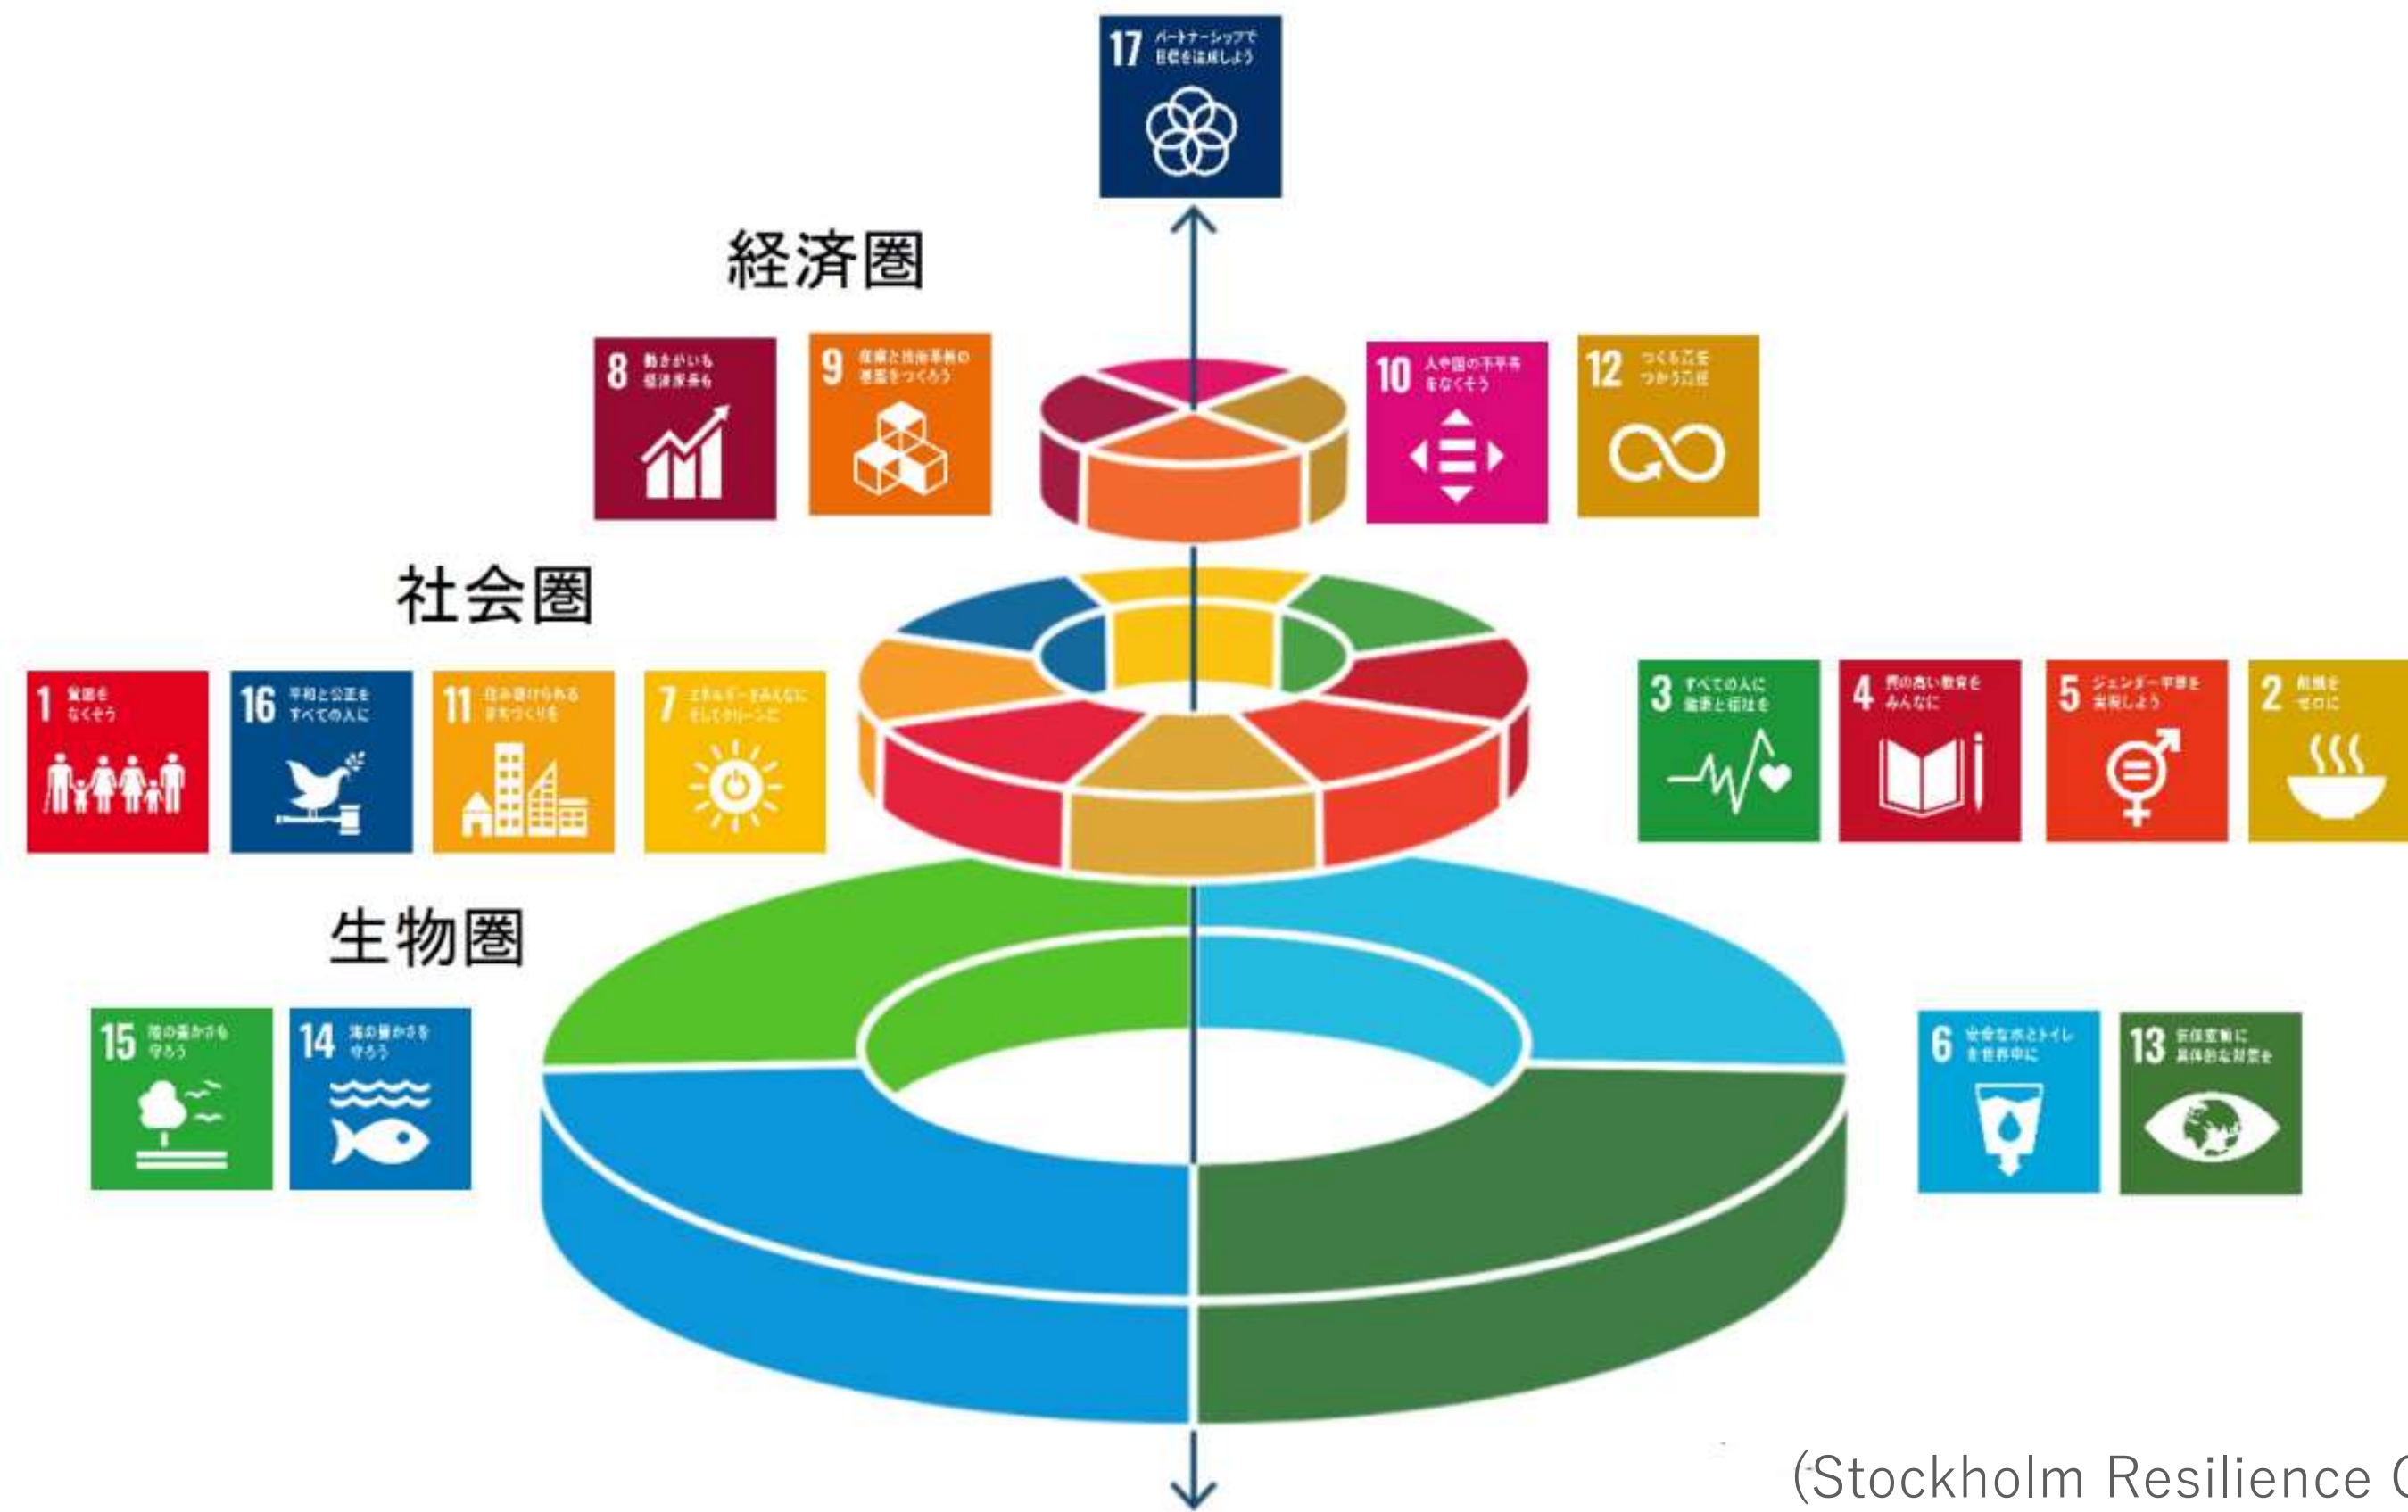 17 パートナーシップで
目標を達成しよう
経済圏
8 働きがいも
経済成長も
9 産業と技術革新の
基盤をつくろう
10 人や国の不平等
をなくそう
12 つくる責任
つかう責任
社会圏
1 貧困を
なくそう
16 平和と公正を
すべての人に
11 住み続けられる
まちづくりを
7 エネルギーをみんなに
そしてクリーンに
3 すべての人に
健康と福祉を
4 質の高い教育を
みんなに
5 ジェンダー平等を
実現しよう
2 飢餓を
ゼロに
生物圏
15 陸の豊かさも
守ろう
14 海の豊かさを
守ろう
6 安全な水とトイレ
を世界中に
13 気候変動に
具体的な対策を
(Stockholm Resilience